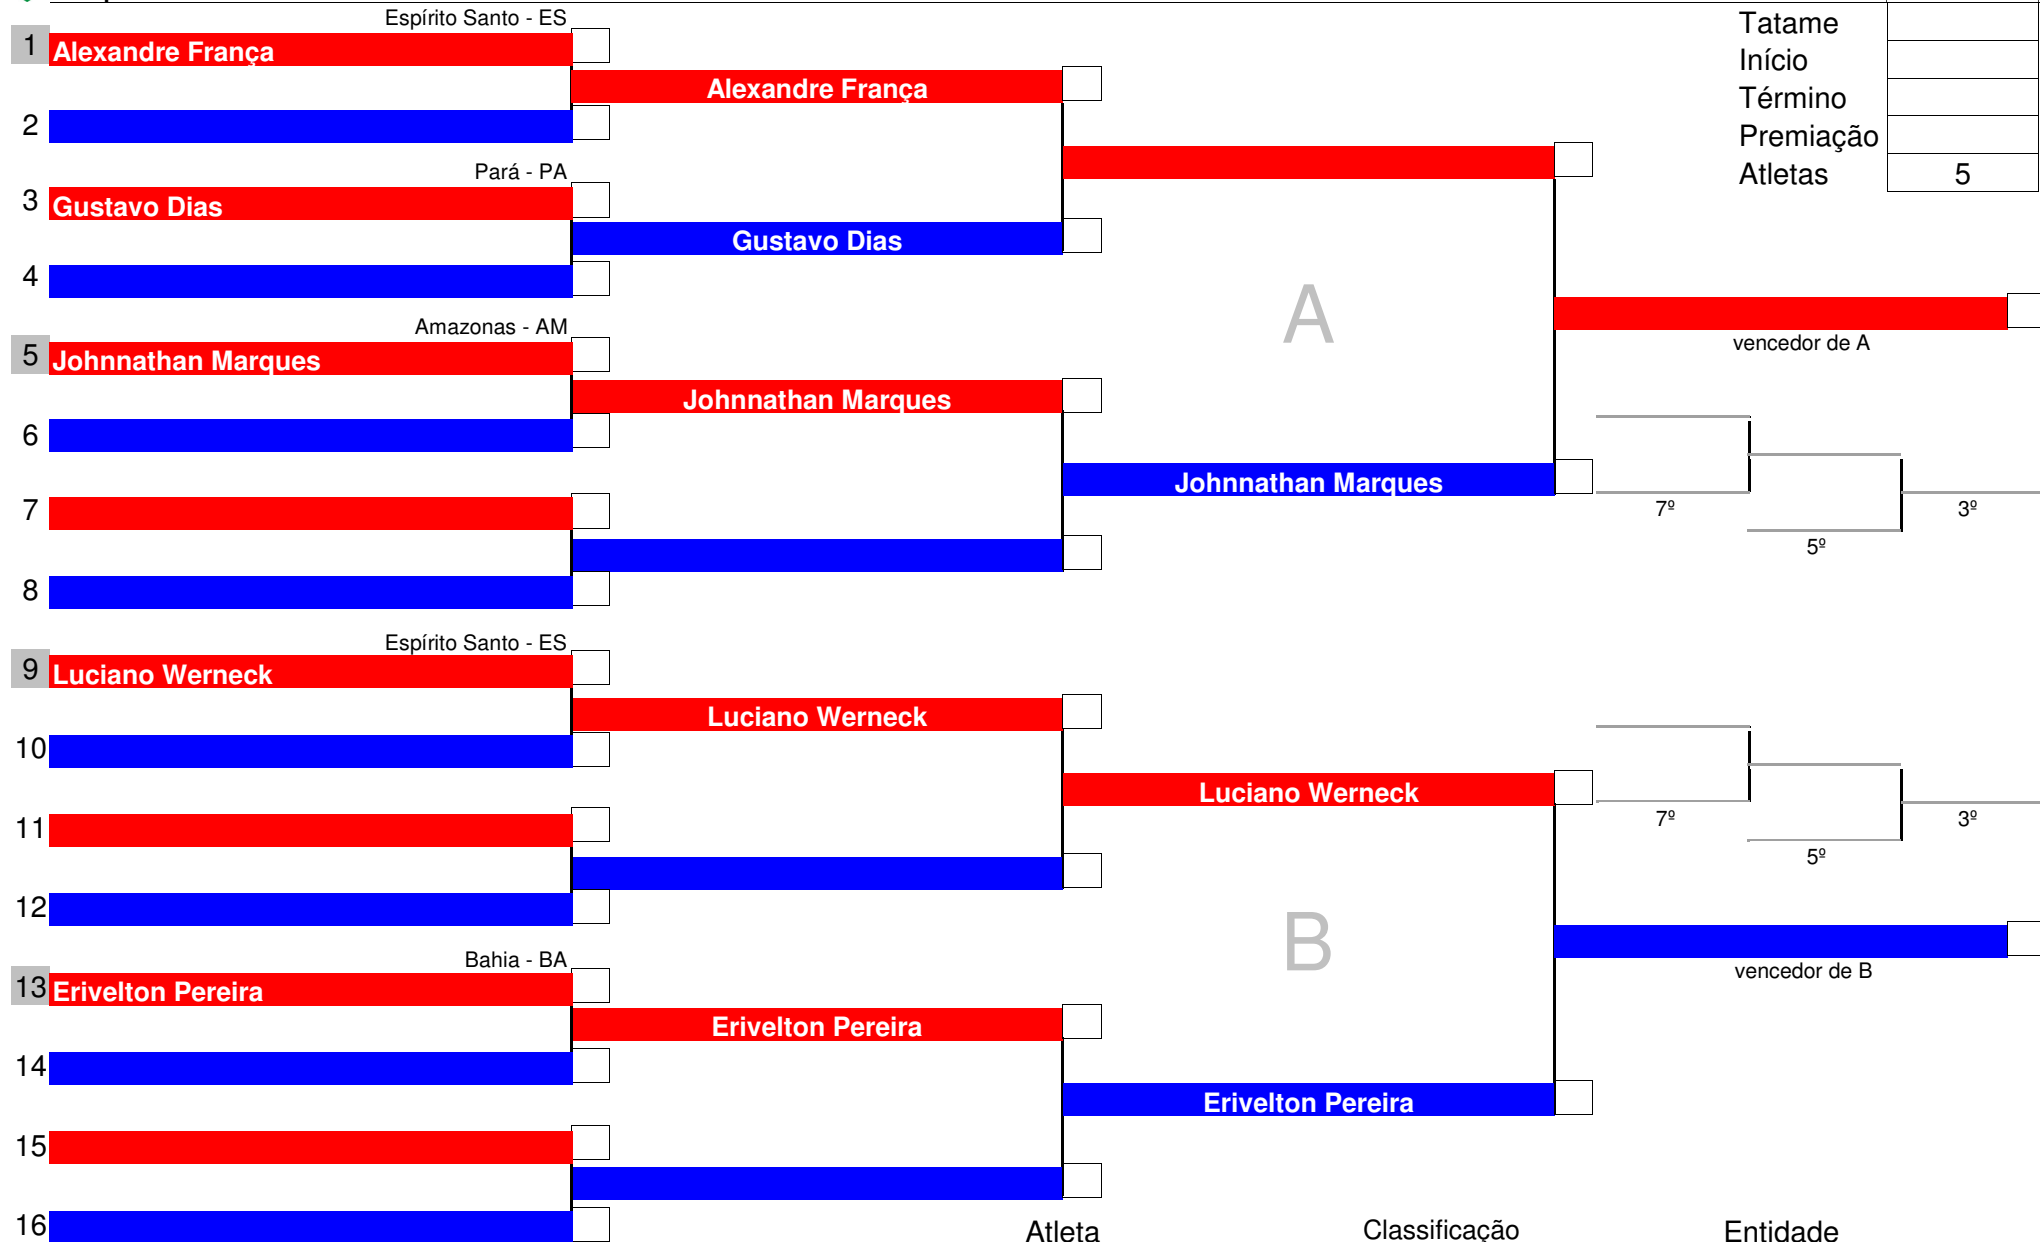 Espírito Santo - ES
Tatame
1 Alexandre França
Início
Alexandre França
Término
2
Premiação
Pará - PA
Atletas 5
3 Gustavo Dias
Gustavo Dias
4
A
Amazonas - AM
vencedor de A
5 Johnnathan Marques
Johnnathan Marques
6
Johnnathan Marques
7
7º 3º
5º
8
Espírito Santo - ES
9 Luciano Werneck
Luciano Werneck
10
Luciano Werneck
11
7º 3º
5º
12
B
Bahia - BA
vencedor de B
13 Erivelton Pereira
Erivelton Pereira
14
Erivelton Pereira
15
16
Atleta Classificação Entidade